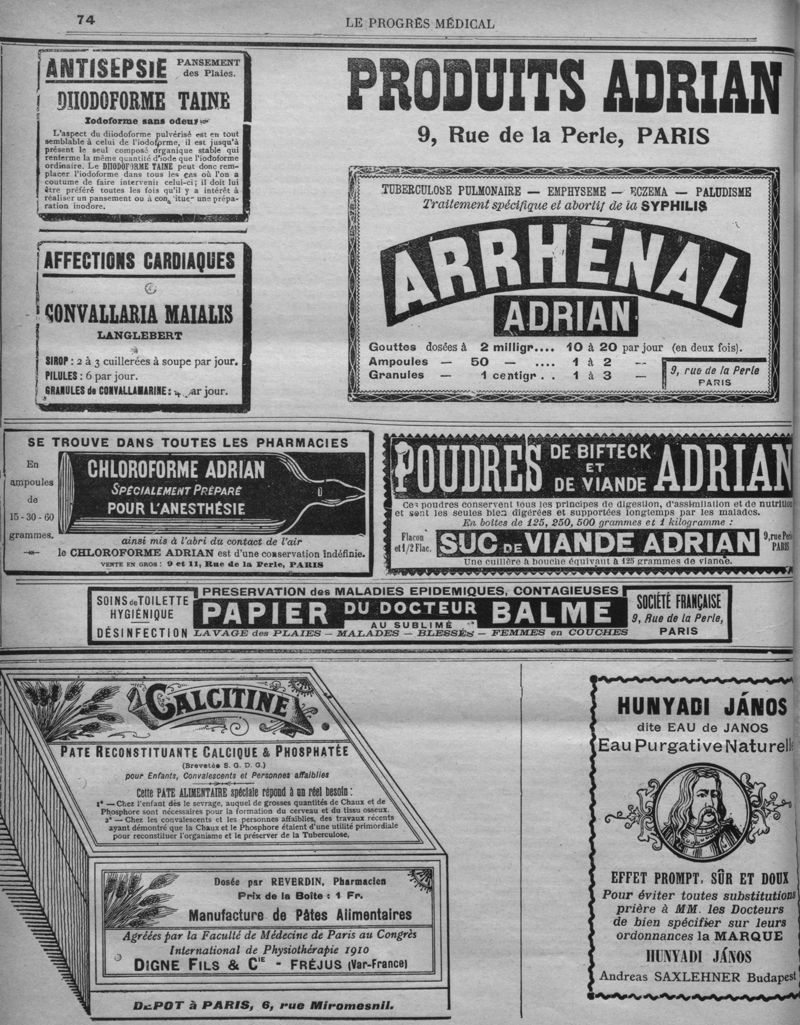 74
LE PROGRÈS MÉDICAL
ANTISEPSIE
PANSEMENT
des Plaies.
DIIODOFORME TAINE
Iodoforme sans odeur
L'aspect du diiodoforme pulvérisé est en tout
semblable à celui de l'iodoforme, il est jusqu'à
présent le seul composé organique stable qui
renferme la même quantité d'iode que l'iodoforme
ordinaire. Le DIIODOFORME TAINE peut donc rem-
placer l'iodoforme dans tous les cas où l'on a
coutume de faire intervenir celui-ci; il doit lui
être préféré toutes les fois qu'il y a intérêt à
réaliser un pansement ou à constituer une prépa-
ration inodore.
AFFECTIONS CARDIAQUES
CONVALLARIA MAIALIS
LANGLEBERT
SIROP : 2 à 3 cuillerées à soupe par jour.
PILULES : 6 par jour.
GRANULES de CONVALLAMARINE : 4 par jour.
PRODUITS ADRIAN
9, Rue de la Perle, PARIS
TUBERCULOSE PULMONAIRE — EMPHYSEME — ECZEMA — PALUDISME
Traitement spécifique et abortif de la SYPHILIS
ARRHÉNAL
ADRIAN
Gouttes dosées à 2 milligr.... 10 à 20 par jour (en deux fois).
Ampoules — 50 — .... 1 à 2 —
Granules — 1 centigr . . 1 à 3 —
9, rue de la Perle
PARIS
SE TROUVE DANS TOUTES LES PHARMACIES
En
ampoules
de
15-30-60
grammes.
CHLOROFORME ADRIAN
SPÉCIALEMENT PRÉPARÉ
POUR L'ANESTHÉSIE
ainsi mis à l'abri du contact de l'air
le CHLOROFORME ADRIAN est d'une conservation indéfinie.
VENTE EN GROS : 9 et 11, Rue de la Perle, PARIS
POUDRES DE BIFTECK ET DE VIANDE ADRIAN
Ces poudres conservent tous les principes de digestion, d'assimilation et de nutrition
et sont les seules bien digérées et supportées longtemps par les malades.
En boîtes de 125, 250, 500 grammes et 1 kilogramme :
Flacon
et 1/2 Flac.
SUC DE VIANDE ADRIAN
9, rue Perle
PARIS
Une cuillère à bouche équivaut à 125 grammes de viande.
SOINS de TOILETTE
HYGIÉNIQUE
DÉSINFECTION
PRESERVATION des MALADIES EPIDEMIQUES, CONTAGIEUSES
PAPIER DU DOCTEUR BALME
AU SUBLIMÉ
LAVAGE des PLAIES — MALADES — BLESSÉS — FEMMES en COUCHES
SOCIÉTÉ FRANÇAISE
9, Rue de la Perle,
PARIS
CALCITINE
PATE RECONSTITUANTE CALCIQUE & PHOSPHATÉE
(Brevetée S. G. D. G.)
pour Enfants, Convalescents et Personnes affaiblies
Cette PATE ALIMENTAIRE spéciale répond à un réel besoin :
1° — Chez l'enfant dès le sevrage, auquel de grosses quantités de Chaux et de
Phosphore sont nécessaires pour la formation du cerveau et du tissu osseux.
2° — Chez les convalescents et les personnes affaiblies, des travaux récents
ayant démontré que la Chaux et le Phosphore étaient d'une utilité primordiale
pour reconstituer l'organisme et le préserver de la Tuberculose.
Dosée par REVERDIN, Pharmacien
Prix de la Boîte : 1 Fr.
Manufacture de Pâtes Alimentaires
Agréées par la Faculté de Médecine de Paris au Congrès
International de Physiothérapie 1910
DIGNE FILS & CIE - FRÉJUS (Var-France)
DEPOT à PARIS, 6, rue Miromesnil.
HUNYADI JÁNOS
dite EAU de JANOS
Eau Purgative Naturelle
EFFET PROMPT, SÛR ET DOUX
Pour éviter toutes substitutions
prière à MM. les Docteurs
de bien spécifier sur leurs
ordonnances la MARQUE
HUNYADI JÁNOS
Andreas SAXLEHNER Budapest